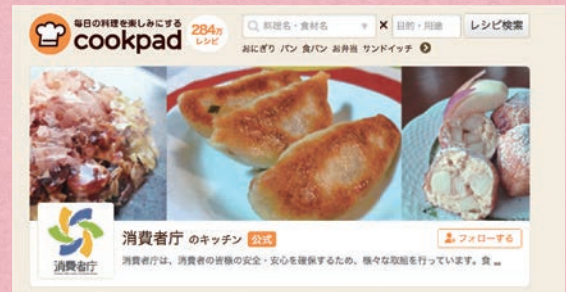 毎日の料理を楽しみにする
cookpad
284万
レシピ
料理名・食材名
×
目的・用途
レシピ検索
おにぎり パン 食パン お弁当 サンドイッチ
消費者庁 のキッチン 公式
フォローする
消費者庁は、消費者の皆様の安全・安心を確保するため、様々な取組を行っています。食 ...
消費者庁